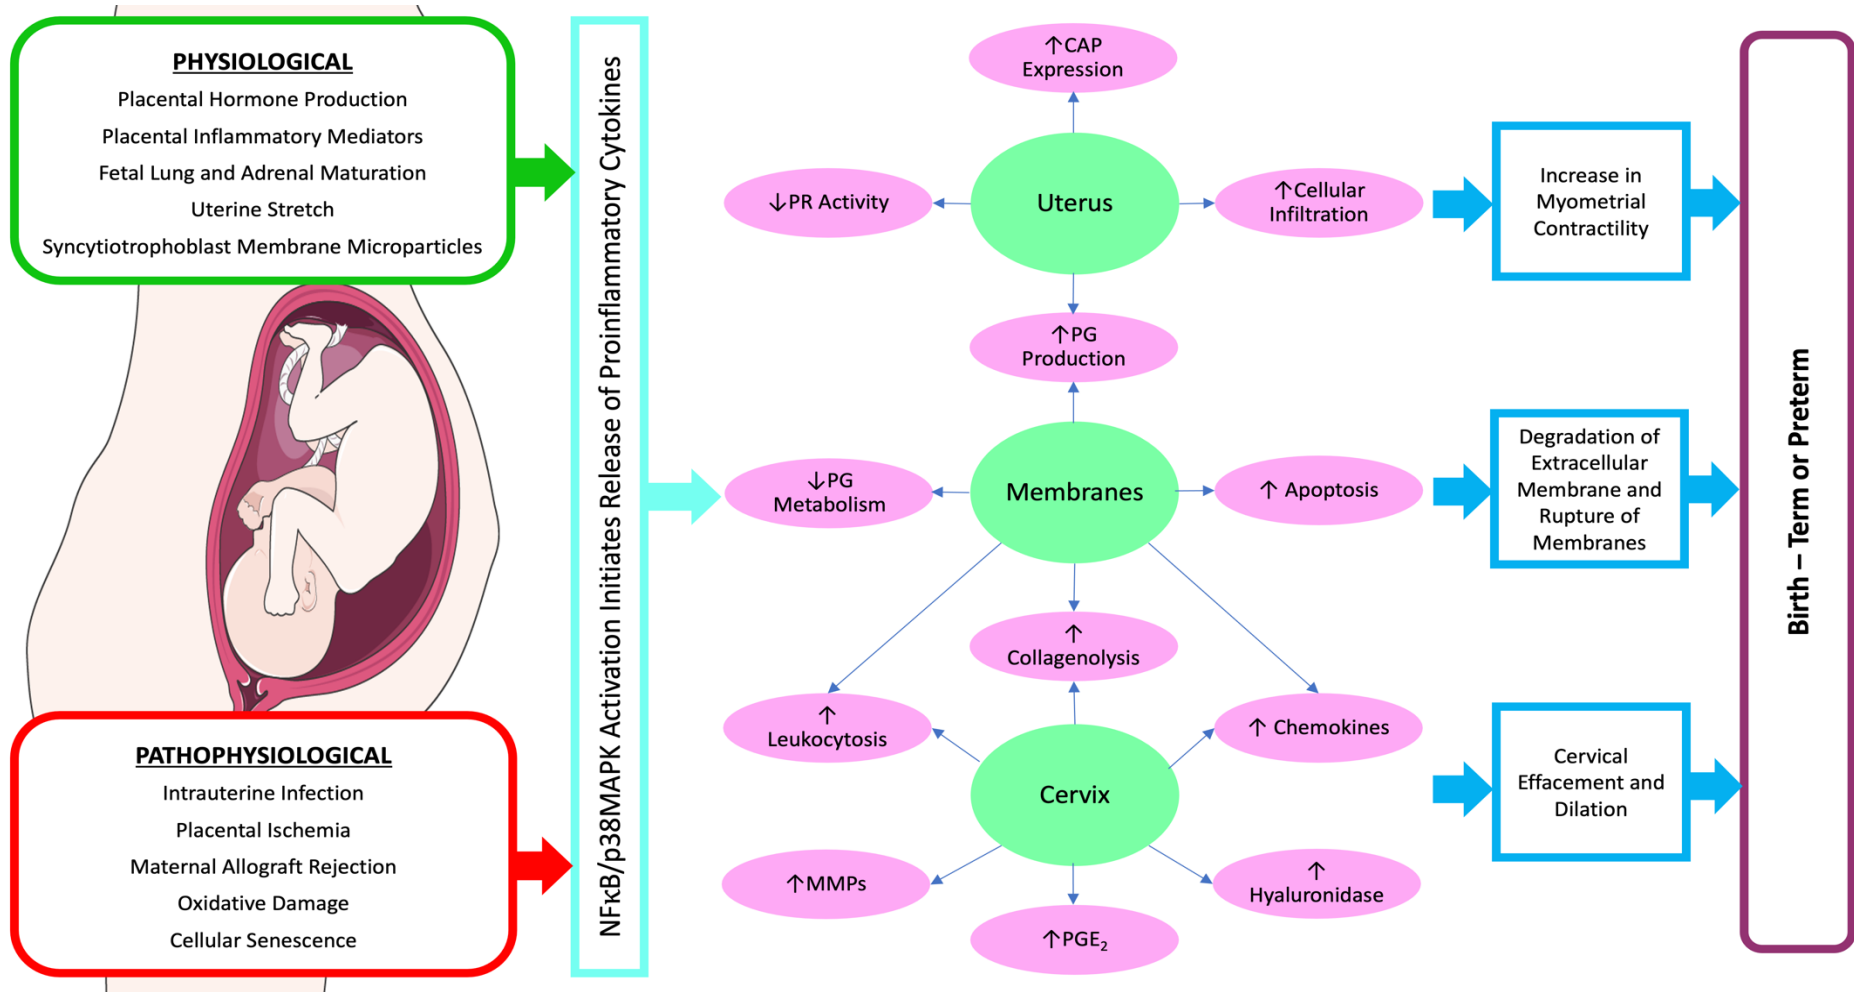 PHYSIOLOGICAL
Placental Hormone Production
Placental Inflammatory Mediators
Fetal Lung and Adrenal Maturation
Uterine Stretch
Syncytiotrophoblast Membrane Microparticles
PATHOPHYSIOLOGICAL
Intrauterine Infection
Placental Ischemia
Maternal Allograft Rejection
Oxidative Damage
Cellular Senescence
NFκB/p38MAPK Activation Initiates Release of Proinflammatory Cytokines
↑CAP
Expression
Uterus
↓PR Activity
↑Cellular
Infiltration
↑PG
Production
Membranes
↓PG
Metabolism
↑ Apoptosis
↑
Collagenolysis
↑
Leukocytosis
↑ Chemokines
Cervix
↑MMPs
↑PGE₂
↑
Hyaluronidase
Increase in
Myometrial
Contractility
Degradation of
Extracellular
Membrane and
Rupture of
Membranes
Cervical
Effacement and
Dilation
Birth – Term or Preterm